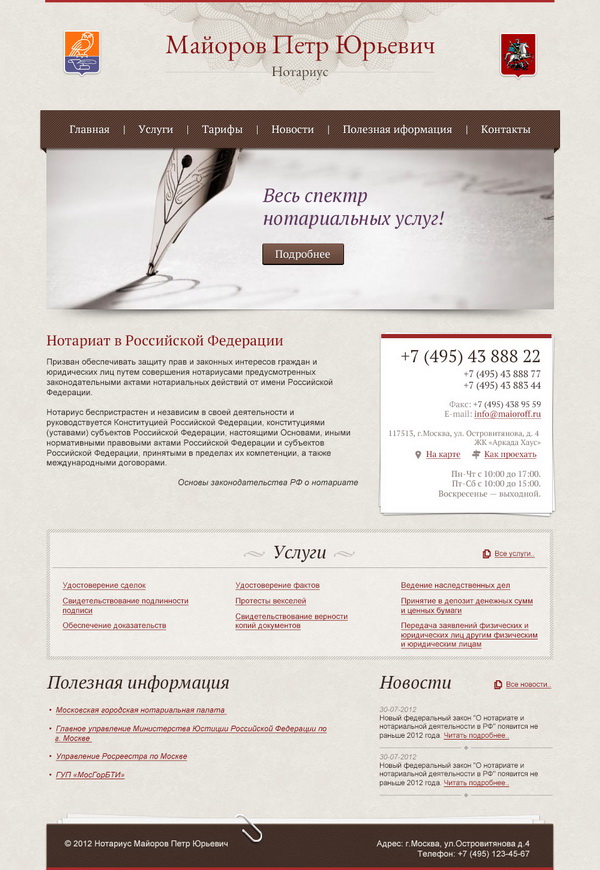 Майоров Петр Юрьевич
Нотариус
Главная | Услуги | Тарифы | Новости | Полезная иформация | Контакты
Весь спектр
нотариальных услуг!
Подробнее
Нотариат в Российской Федерации
Призван обеспечивать защиту прав и законных интересов граждан и
юридических лиц путем совершения нотариусами предусмотренных
законодательными актами нотариальных действий от имени Российской
Федерации.
Нотариус беспристрастен и независим в своей деятельности и
руководствуется Конституцией Российской Федерации, конституциями
(уставами) субъектов Российской Федерации, настоящими Основами, иными
нормативными правовыми актами Российской Федерации и субъектов
Российской Федерации, принятыми в пределах их компетенции, а также
международными договорами.
Основы законодательства РФ о нотариате
+7 (495) 43 888 22
+7 (495) 43 888 77
+7 (495) 43 883 44
Факс: +7 (495) 438 95 59
E-mail: info@maioroff.ru
117513, г.Москва, ул. Островитянова, д. 4
ЖК «Аркада Хаус»
На карте Как проехать
Пн-Чт с 10:00 до 17:00.
Пт-Сб с 10:00 до 15:00.
Воскресенье — выходной.
Услуги
Все услуги..
Удостоверение сделок
Свидетельствование подлинности
подписи
Обеспечение доказательств
Удостоверение фактов
Протесты векселей
Свидетельствование верности
копий документов
Ведение наследственных дел
Принятие в депозит денежных сумм
и ценных бумаги
Передача заявлений физических и
юридических лиц другим физическим
и юридическим лицам
Полезная информация
• Московская городская нотариальная палата
• Главное управление Министерства Юстиции Российской Федерации по
г. Москве
• Управление Росреестра по Москве
• ГУП «МосГорБТИ»
Новости
Все новости..
30-07-2012
Новый федеральный закон "О нотариате и
нотариальной деятельности в РФ" появится не
раньше 2012 года. Читать подробнее..
30-07-2012
Новый федеральный закон "О нотариате и
нотариальной деятельности в РФ" появится не
раньше 2012 года. Читать подробнее..
© 2012 Нотариус Майоров Петр Юрьевич
Адрес: г.Москва, ул.Островитянова д.4
Телефон: +7 (495) 123-45-67